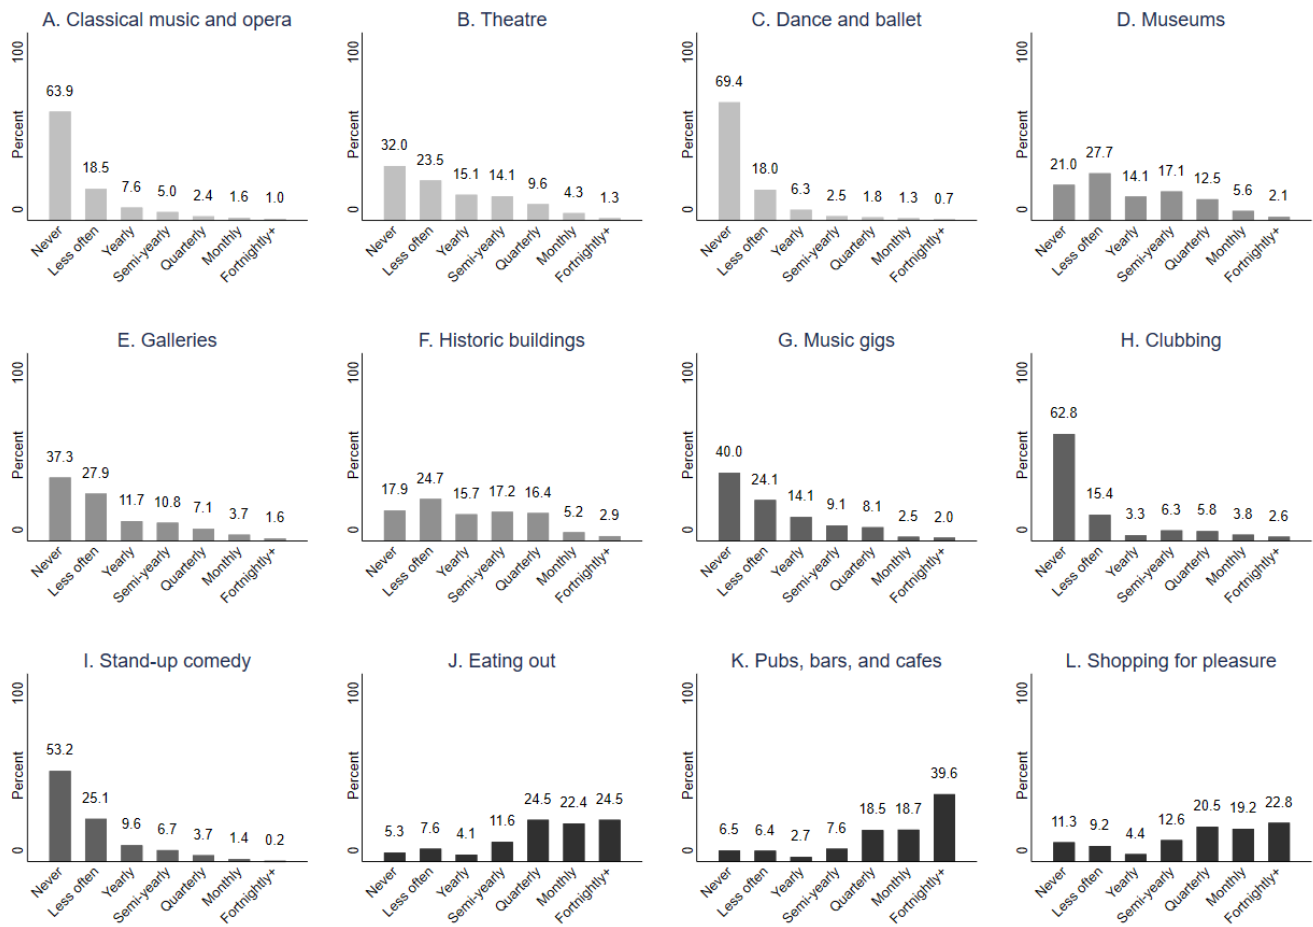 A. Classical music and opera
100
Percent
0
63.9
18.5
7.6
5.0
2.4
1.6
1.0
Never
Less often
Yearly
Semi-yearly
Quarterly
Monthly
Fortnightly+
B. Theatre
100
Percent
0
32.0
23.5
15.1
14.1
9.6
4.3
1.3
Never
Less often
Yearly
Semi-yearly
Quarterly
Monthly
Fortnightly+
C. Dance and ballet
100
Percent
0
69.4
18.0
6.3
2.5
1.8
1.3
0.7
Never
Less often
Yearly
Semi-yearly
Quarterly
Monthly
Fortnightly+
D. Museums
100
Percent
0
21.0
27.7
14.1
17.1
12.5
5.6
2.1
Never
Less often
Yearly
Semi-yearly
Quarterly
Monthly
Fortnightly+
E. Galleries
100
Percent
0
37.3
27.9
11.7
10.8
7.1
3.7
1.6
Never
Less often
Yearly
Semi-yearly
Quarterly
Monthly
Fortnightly+
F. Historic buildings
100
Percent
0
17.9
24.7
15.7
17.2
16.4
5.2
2.9
Never
Less often
Yearly
Semi-yearly
Quarterly
Monthly
Fortnightly+
G. Music gigs
100
Percent
0
40.0
24.1
14.1
9.1
8.1
2.5
2.0
Never
Less often
Yearly
Semi-yearly
Quarterly
Monthly
Fortnightly+
H. Clubbing
100
Percent
0
62.8
15.4
3.3
6.3
5.8
3.8
2.6
Never
Less often
Yearly
Semi-yearly
Quarterly
Monthly
Fortnightly+
I. Stand-up comedy
100
Percent
0
53.2
25.1
9.6
6.7
3.7
1.4
0.2
Never
Less often
Yearly
Semi-yearly
Quarterly
Monthly
Fortnightly+
J. Eating out
100
Percent
0
5.3
7.6
4.1
11.6
24.5
22.4
24.5
Never
Less often
Yearly
Semi-yearly
Quarterly
Monthly
Fortnightly+
K. Pubs, bars, and cafes
100
Percent
0
6.5
6.4
2.7
7.6
18.5
18.7
39.6
Never
Less often
Yearly
Semi-yearly
Quarterly
Monthly
Fortnightly+
L. Shopping for pleasure
100
Percent
0
11.3
9.2
4.4
12.6
20.5
19.2
22.8
Never
Less often
Yearly
Semi-yearly
Quarterly
Monthly
Fortnightly+